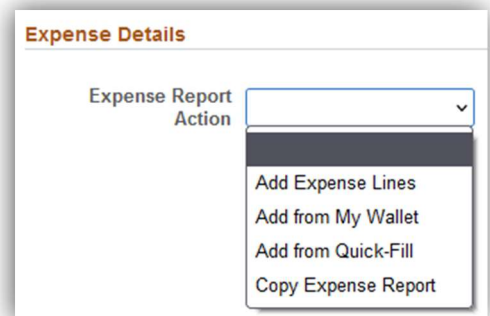 Expense Details
Expense Report
Action
Add Expense Lines
Add from My Wallet
Add from Quick-Fill
Copy Expense Report